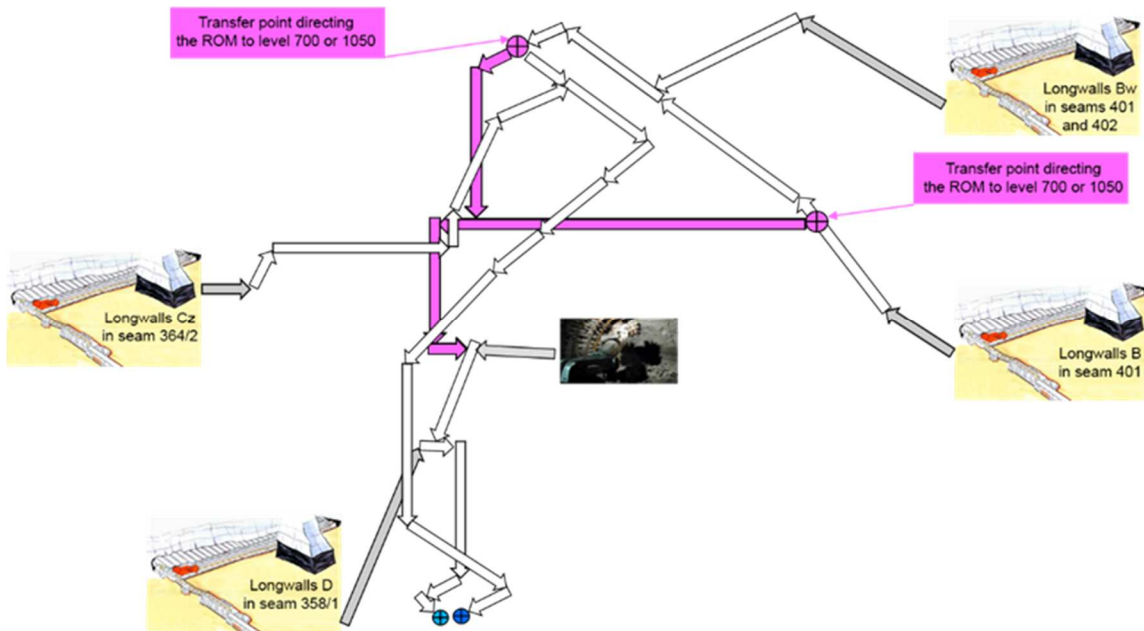 Transfer point directing
the ROM to level 700 or 1050
Longwalls Bw
in seams 401
and 402
Transfer point directing
the ROM to level 700 or 1050
Longwalls Cz
in seam 364/2
Longwalls B
in seam 401
Longwalls D
in seam 358/1